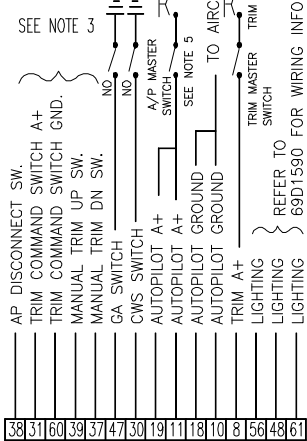 SEE NOTE 3
38 AP DISCONNECT SW.
31 TRIM COMMAND SWITCH A+
60 TRIM COMMAND SWITCH GND.
39 MANUAL TRIM UP SW.
37 MANUAL TRIM DN SW.
47 GA SWITCH
NO
30 CWS SWITCH
NO
19 AUTOPILOT A+
11 AUTOPILOT A+
A/P MASTER
SWITCH
SEE NOTE 5
18 AUTOPILOT GROUND
10 AUTOPILOT GROUND
TO AIRC
8 TRIM A+
TRIM MASTER
SWITCH
TRIM
56 LIGHTING
48 LIGHTING
61 LIGHTING
REFER TO
69D1590 FOR WIRING INFO